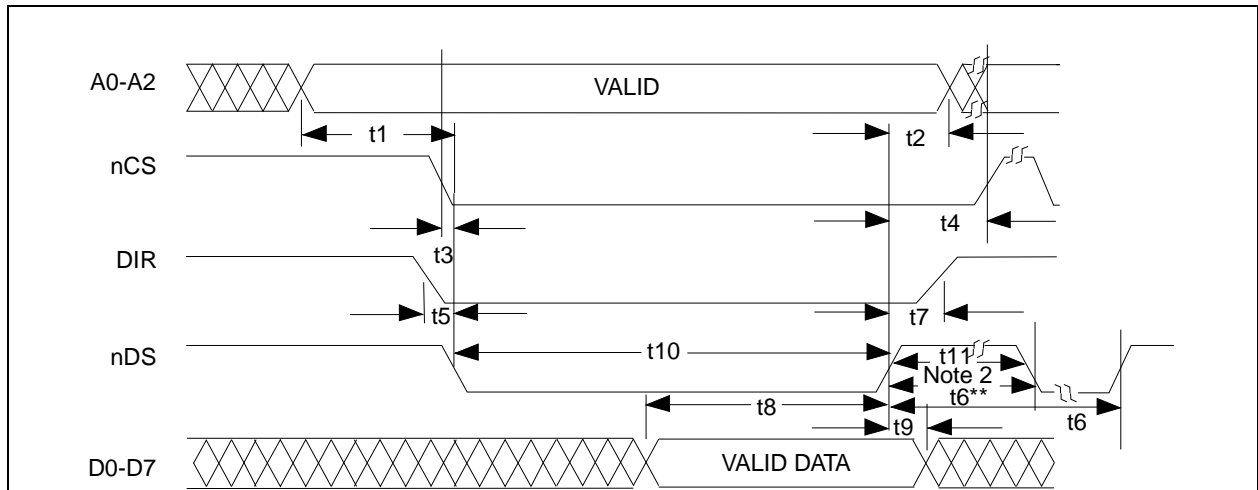 A0-A2
VALID
t1
t2
nCS
t4
t3
DIR
t5
t7
nDS
t10
t11
Note 2
t6**
t8
t6
t9
D0-D7
VALID DATA